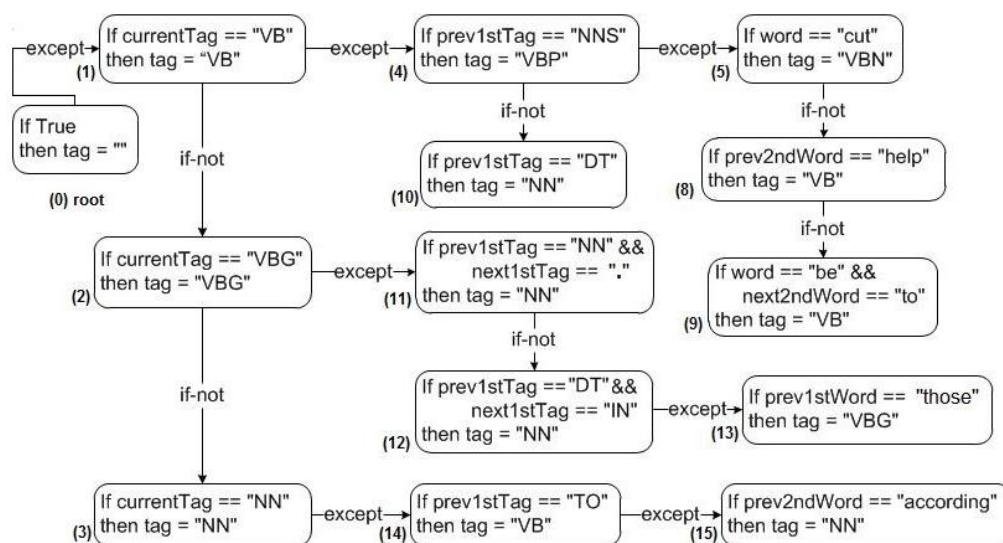 If currentTag == "VB"
then tag = “VB"
(1)
except
If prev1stTag == "NNS"
then tag = "VBP"
(4)
except
If word == "cut"
then tag = "VBN"
(5)
except
If True
then tag = ""
(0) root
if-not
if-not
If prev1stTag == "DT"
then tag = "NN"
(10)
if-not
If prev2ndWord == "help"
then tag = "VB"
(8)
if-not
If word == "be" &&
next2ndWord == "to"
then tag = "VB"
(9)
If currentTag == "VBG"
then tag = "VBG"
(2)
except
If prev1stTag == "NN" &&
next1stTag == "."
then tag = "NN"
(11)
if-not
if-not
If prev1stTag =="DT"&&
next1stTag == "IN"
then tag = "NN"
(12)
except
If prev1stWord == "those"
then tag = "VBG"
(13)
If currentTag == "NN"
then tag = "NN"
(3)
except
If prev1stTag == "TO"
then tag = "VB"
(14)
except
If prev2ndWord == "according"
then tag = "NN"
(15)